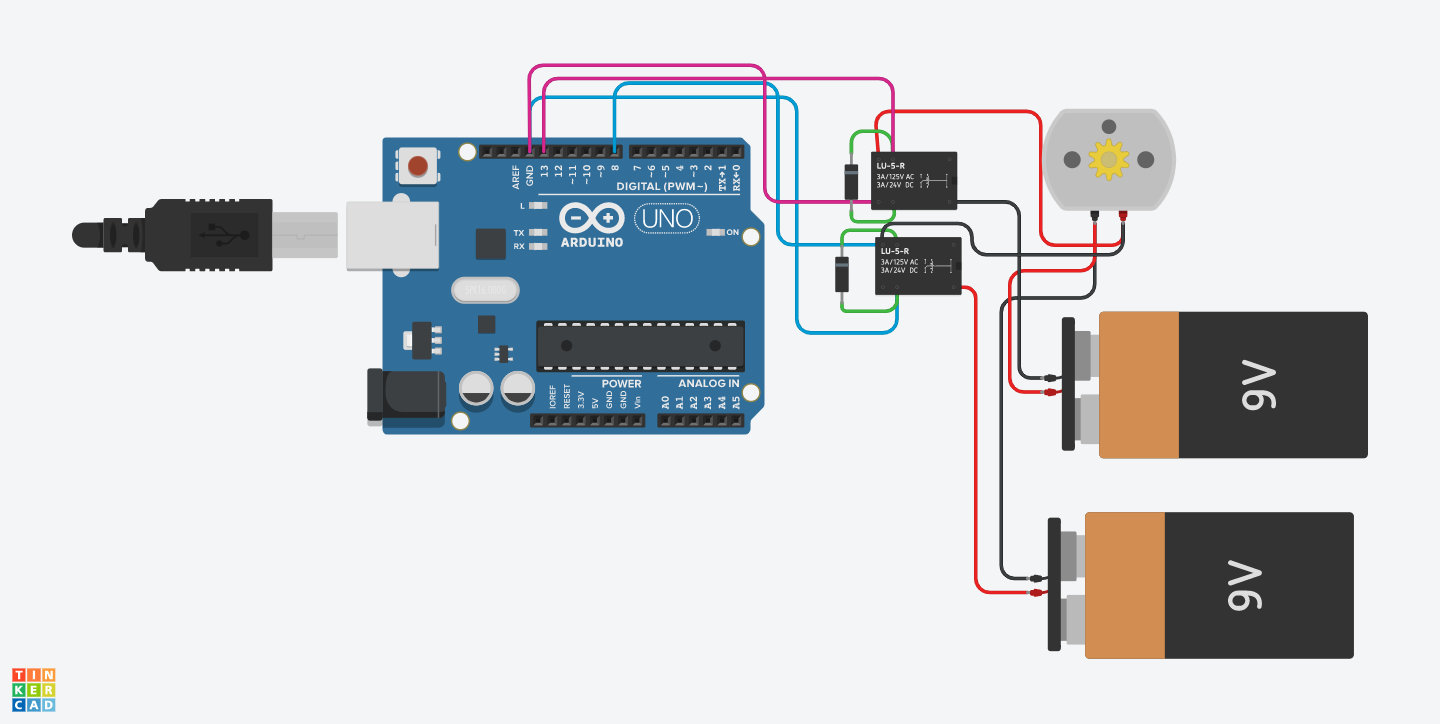 AREF
GND
13
12
~11
~10
~9
8
7
~6
~5
4
~3
2
TX→1
RX←0
DIGITAL (PWM~)
L
TX
RX
ARDUINO
UNO
ON
POWER
ANALOG IN
IOREF
RESET
3.3V
5V
GND
GND
Vin
A0
A1
A2
A3
A4
A5
LU-5-R
3A/125V AC
3A/24V DC
LU-5-R
3A/125V AC
3A/24V DC
9V
9V
TIN
KER
CAD